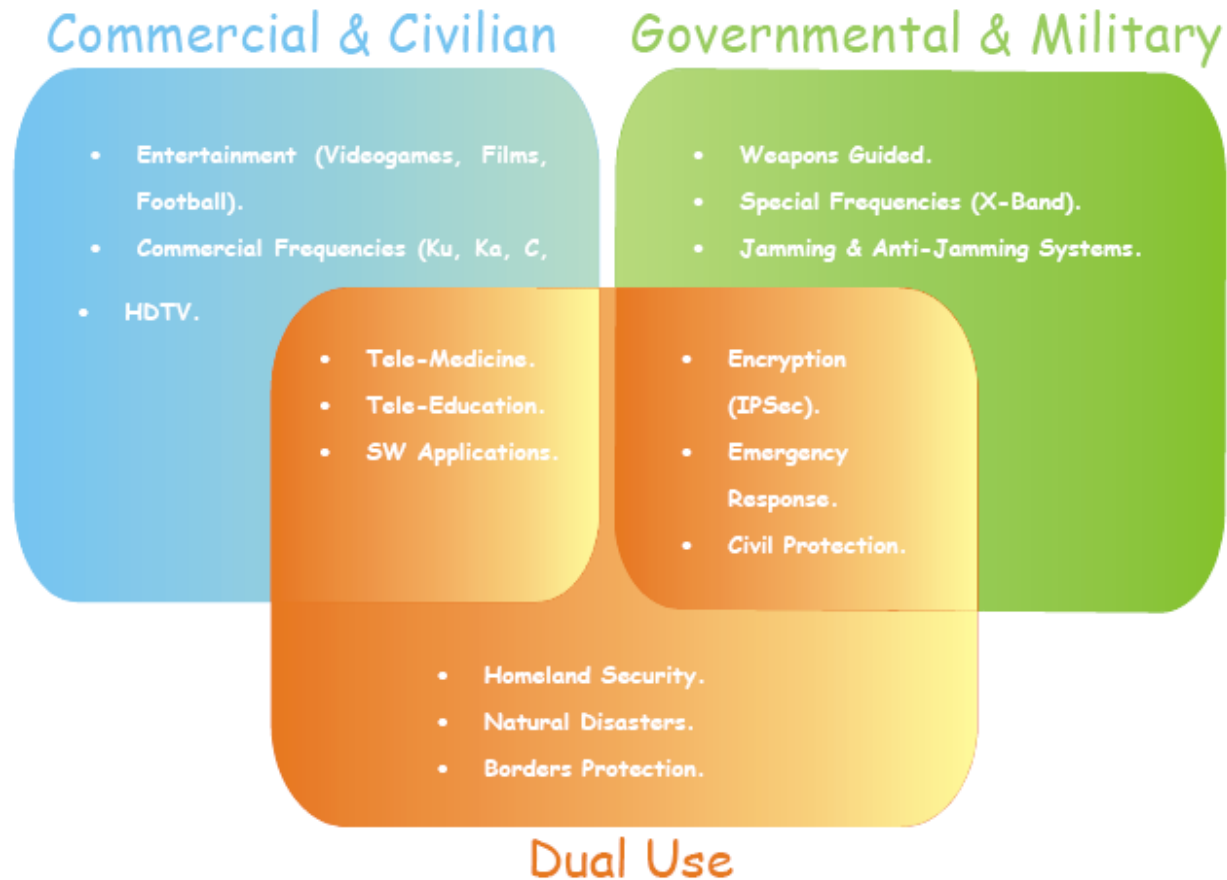 Commercial & Civilian
Governmental & Military
• Entertainment (Videogames, Films,
Football).
• Commercial Frequencies (Ku, Ka, C,
• HDTV.
• Weapons Guided.
• Special Frequencies (X-Band).
• Jamming & Anti-Jamming Systems.
• Tele-Medicine.
• Tele-Education.
• SW Applications.
• Encryption
(IPSec).
• Emergency
Response.
• Civil Protection.
• Homeland Security.
• Natural Disasters.
• Borders Protection.
Dual Use